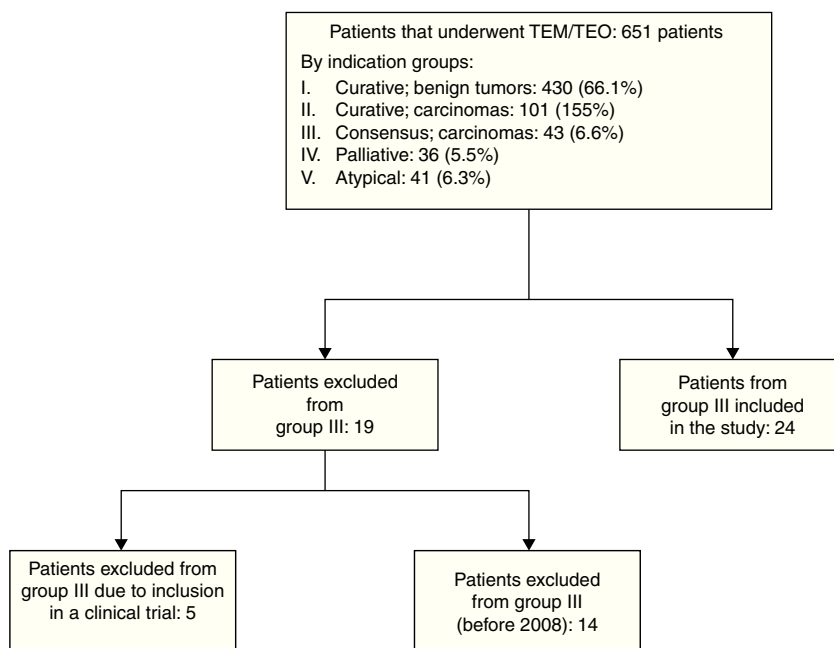 Patients that underwent TEM/TEO: 651 patients
By indication groups:
I. Curative; benign tumors: 430 (66.1%)
II. Curative; carcinomas: 101 (155%)
III. Consensus; carcinomas: 43 (6.6%)
IV. Palliative: 36 (5.5%)
V. Atypical: 41 (6.3%)
Patients excluded
from
group III: 19
Patients from
group III included
in the study: 24
Patients excluded from
group III due to inclusion
in a clinical trial: 5
Patients excluded
from group III
(before 2008): 14